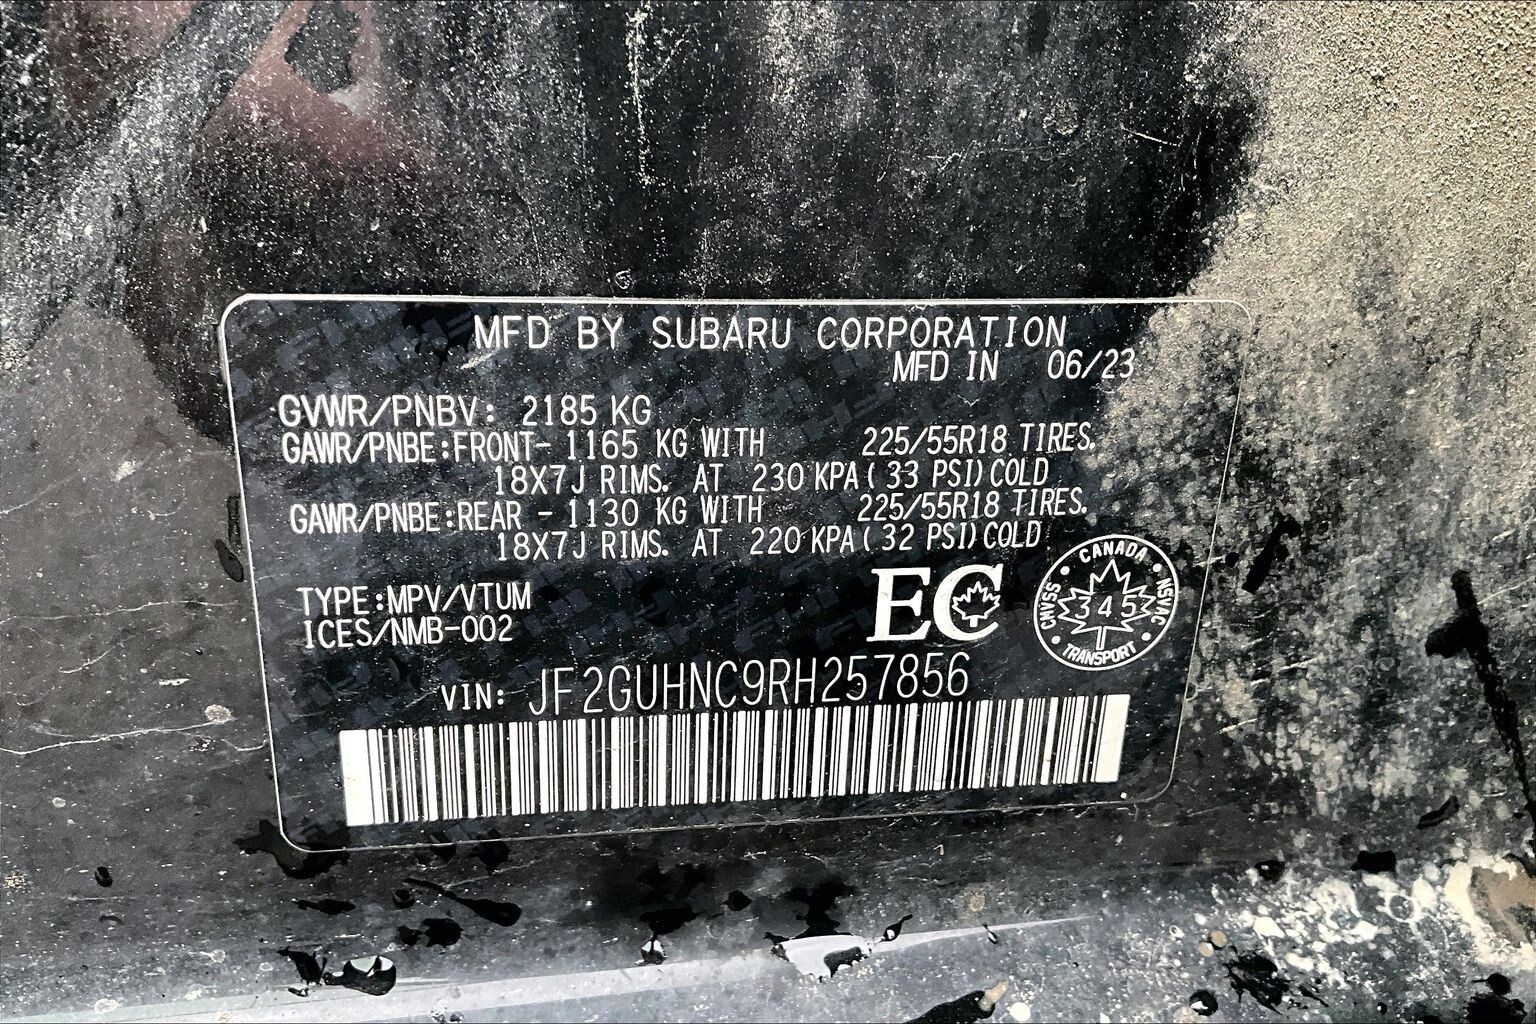 MFD BY SUBARU CORPORATION
MFD IN 06/23
GVWR/PNBV: 2185 KG
GAWR/PNBE:FRONT- 1165 KG WITH 225/55R18 TIRES.
18X7J RIMS. AT 230 KPA( 33 PSI)COLD
GAWR/PNBE:REAR - 1130 KG WITH 225/55R18 TIRES.
18X7J RIMS. AT 220 KPA( 32 PSI)COLD
TYPE:MPV/VTUM
ICES/NMB-002
EC
CANADA
CMVSS NSVAC
345
TRANSPORT
VIN: JF2GUHNC9RH257856